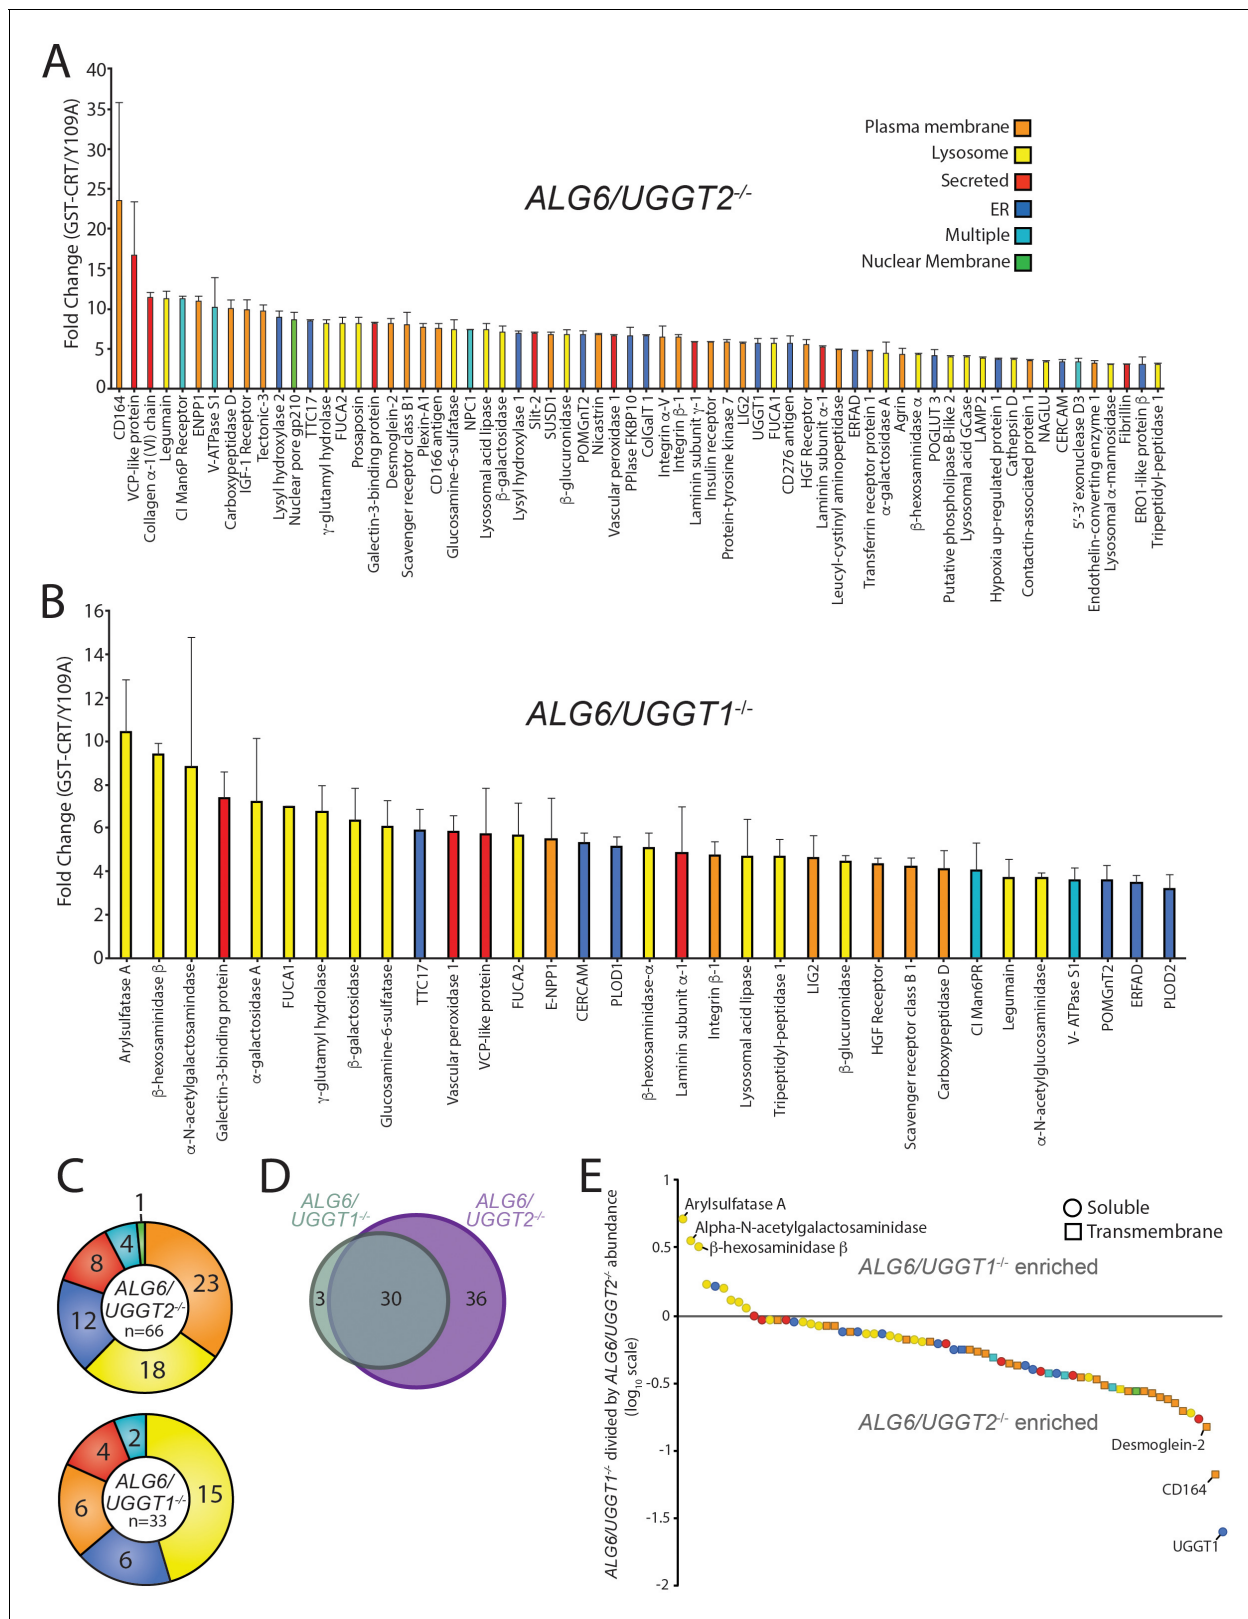 A
40
35
30
25
20
15
10
5
0
Fold Change (GST-CRT/Y109A)
ALG6/UGGT2-/-
Plasma membrane
Lysosome
Secreted
ER
Multiple
Nuclear Membrane
CD164
VCP-like protein
Collagen α-1 (VI) chain
Legumain
CI Man6P Receptor
ENPP1
V-ATPase S1
Carboxypeptidase D
IGF-1 Receptor
Tectonic-3
Lysyl hydroxylase 2
Nuclear pore gp210
TTC17
γ-glutamyl hydrolase
FUCA2
Prosaposin
Galectin-3-binding protein
Desmoglein-2
Scavenger receptor class B1
Plexin-A1
CD166 antigen
Glucosamine-6-sulfatase
NPC1
Lysosomal acid lipase
β-galactosidase
Lysyl hydroxylase 1
Slit-2
SUSD1
β-glucuronidase
POMGnT2
Nicastrin
Vascular peroxidase 1
PPIase FKBP10
ColGalT 1
Integrin α-V
Integrin β-1
Laminin subunit γ-1
Insulin receptor
Protein-tyrosine kinase 7
LIG2
UGGT1
FUCA1
CD276 antigen
HGF Receptor
Laminin subunit α-1
Leucyl-cystinyl aminopeptidase
ERFAD
Transferrin receptor protein 1
α-galactosidase A
Agrin
β-hexosaminidase α
POGLUT 3
Putative phospholipase B-like 2
Lysosomal acid GCase
LAMP2
Hypoxia up-regulated protein 1
Cathepsin D
Contactin-associated protein 1
NAGLU
CERCAM
5'-3' exonuclease D3
Endothelin-converting enzyme 1
Lysosomal α-mannosidase
Fibrillin
ERO1-like protein β
Tripeptidyl-peptidase 1
B
16
14
12
10
8
6
4
2
0
Fold Change (GST-CRT/Y109A)
ALG6/UGGT1-/-
Arylsulfatase A
β-hexosaminidase β
α-N-acetylgalactosaminidase
Galectin-3-binding protein
α-galactosidase A
FUCA1
γ-glutamyl hydrolase
β-galactosidase
Glucosamine-6-sulfatase
TTC17
Vascular peroxidase 1
VCP-like protein
FUCA2
E-NPP1
CERCAM
PLOD1
β-hexosaminidase-α
Laminin subunit α-1
Integrin β-1
Lysosomal acid lipase
Tripeptidyl-peptidase 1
LIG2
β-glucuronidase
HGF Receptor
Scavenger receptor class B 1
Carboxypeptidase D
CI Man6PR
Legumain
α-N-acetylglucosaminidase
V- ATPase S1
POMGnT2
ERFAD
PLOD2
C
1
4
8
23
12
18
ALG6/
UGGT2-/-
n=66
2
4
15
6
6
ALG6/
UGGT1-/-
n=33
D
ALG6/
UGGT1-/-
ALG6/
UGGT2-/-
3
30
36
E
1
0.5
0
-0.5
-1
-1.5
-2
ALG6/UGGT1-/- divided by ALG6/UGGT2-/- abundance
(log10 scale)
Arylsulfatase A
Alpha-N-acetylgalactosaminidase
β-hexosaminidase β
Soluble
Transmembrane
ALG6/UGGT1-/- enriched
ALG6/UGGT2-/- enriched
Desmoglein-2
CD164
UGGT1